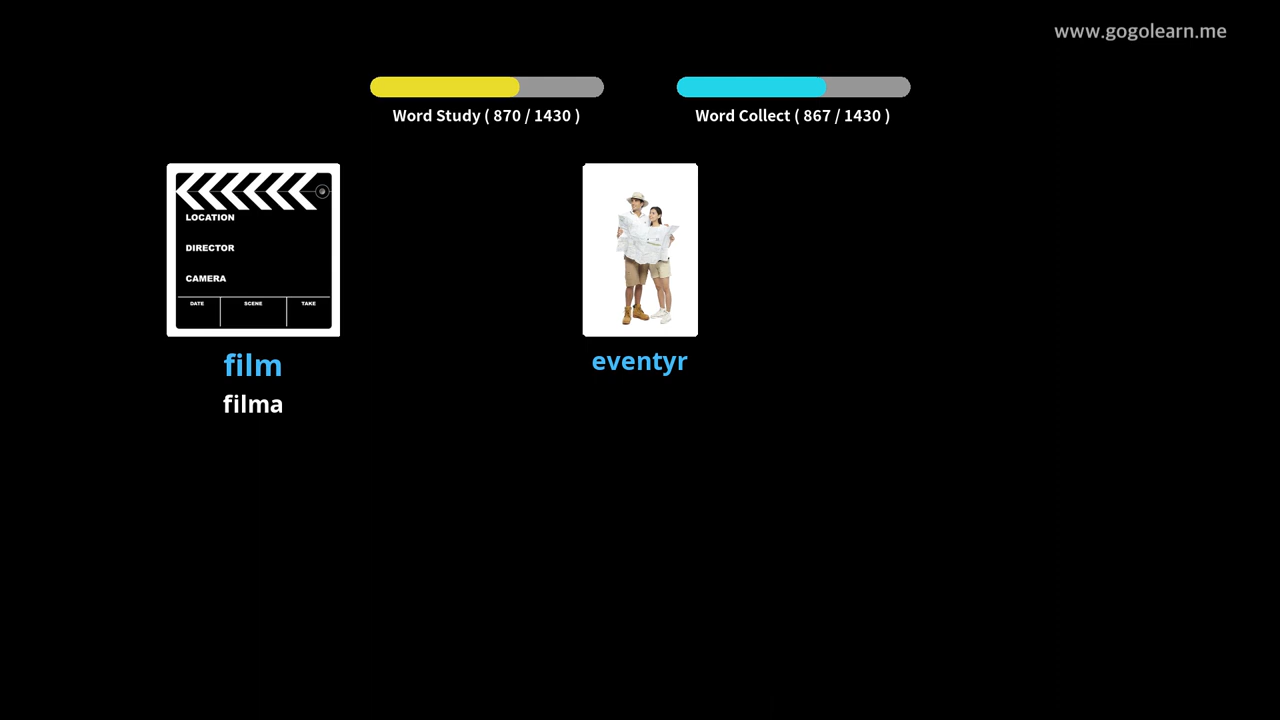 www.gogolearn.me
Word Study ( 870 / 1430 )
Word Collect ( 867 / 1430 )
LOCATION
DIRECTOR
CAMERA
DATE SCENE TAKE
film
filma
eventyr